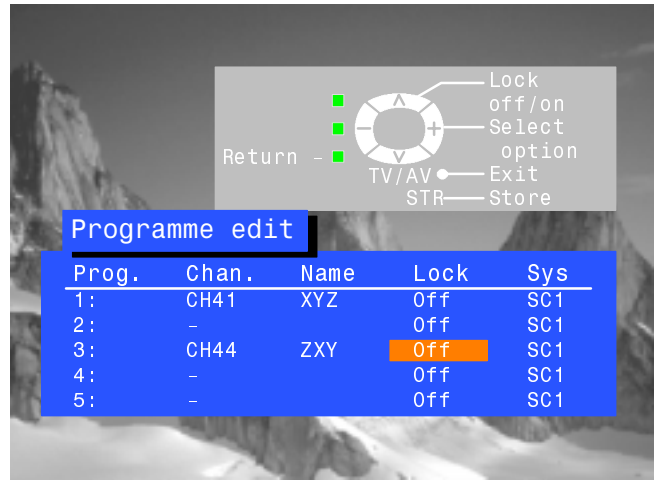 Lock
off/on
Select
option
Return –
TV/AV Exit
STR Store
Programme edit
Prog. Chan. Name Lock Sys
1: CH41 XYZ Off SC1
2: – Off SC1
3: CH44 ZXY Off SC1
4: – Off SC1
5: – Off SC1